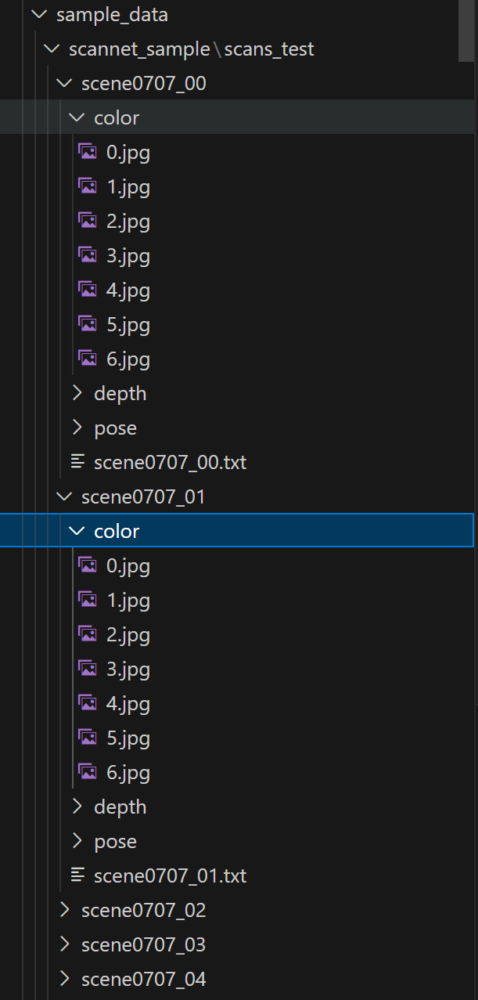 sample_data
scannet_sample\scans_test
scene0707_00
color
0.jpg
1.jpg
2.jpg
3.jpg
4.jpg
5.jpg
6.jpg
depth
pose
scene0707_00.txt
scene0707_01
color
0.jpg
1.jpg
2.jpg
3.jpg
4.jpg
5.jpg
6.jpg
depth
pose
scene0707_01.txt
scene0707_02
scene0707_03
scene0707_04